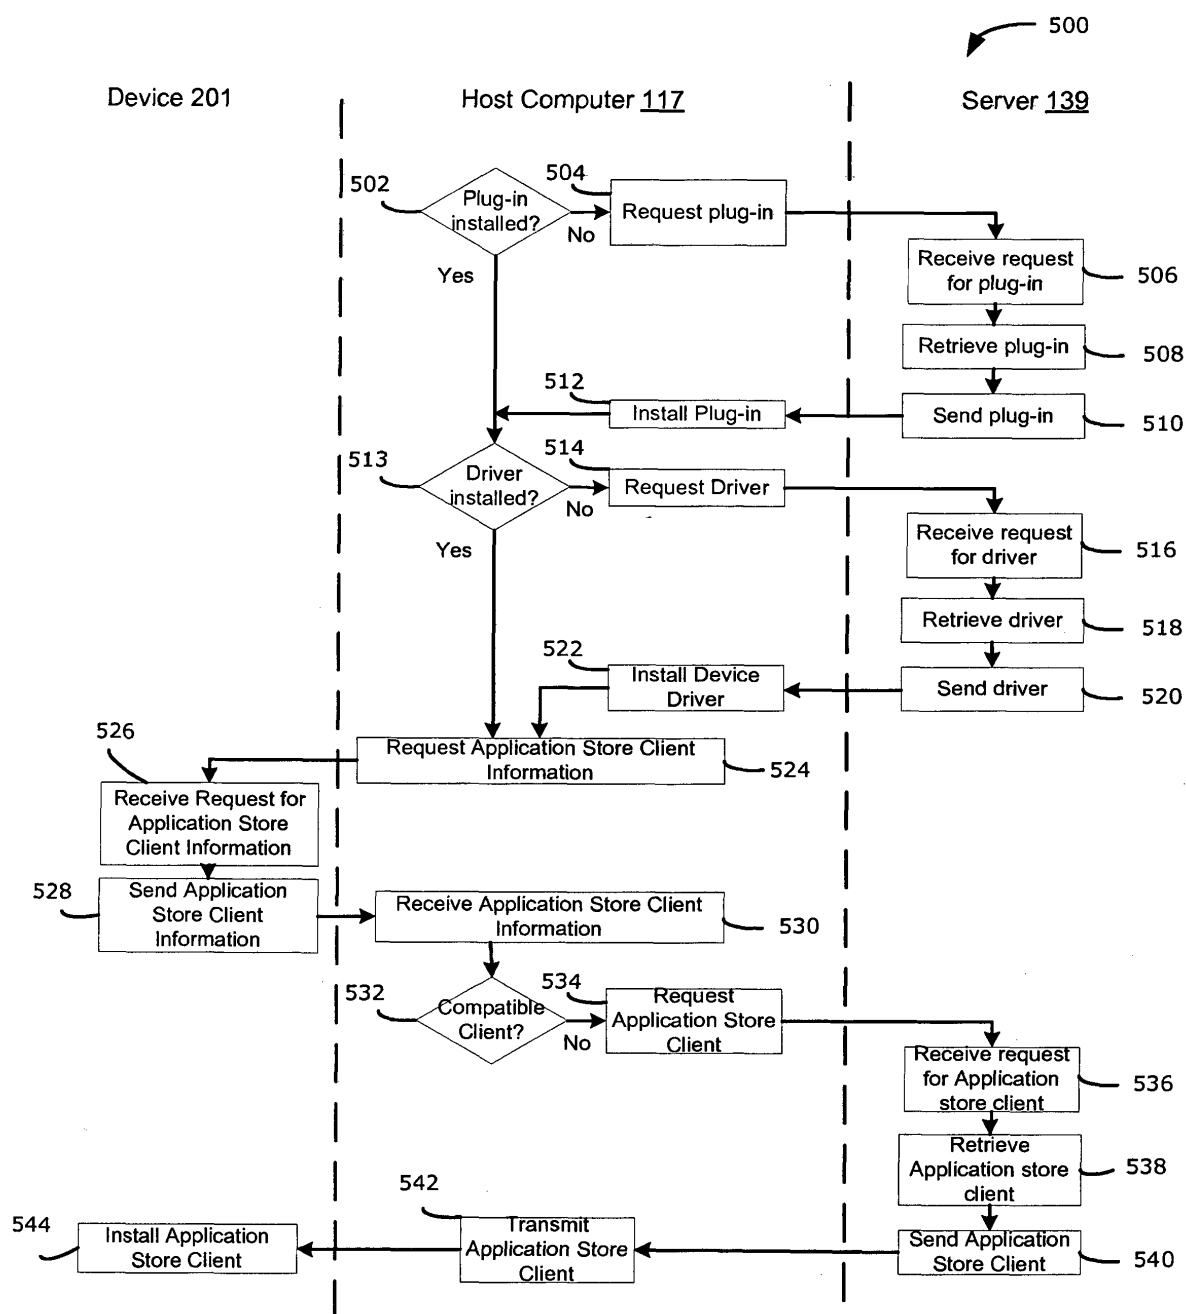 500
Device 201
Host Computer 117
Server 139
502
Plug-in
installed?
No
Yes
504
Request plug-in
Receive request
for plug-in
506
Retrieve plug-in
508
512
Install Plug-in
Send plug-in
510
513
Driver
installed?
No
Yes
514
Request Driver
Receive request
for driver
516
Retrieve driver
518
522
Install Device
Driver
Send driver
520
Request Application Store Client
Information
524
526
Receive Request for
Application Store
Client Information
528
Send Application
Store Client
Information
Receive Application Store Client
Information
530
532
Compatible
Client?
No
534
Request
Application Store
Client
Receive request
for Application
store client
536
Retrieve
Application store
client
538
Send Application
Store Client
540
542
Transmit
Application Store
Client
544
Install Application
Store Client